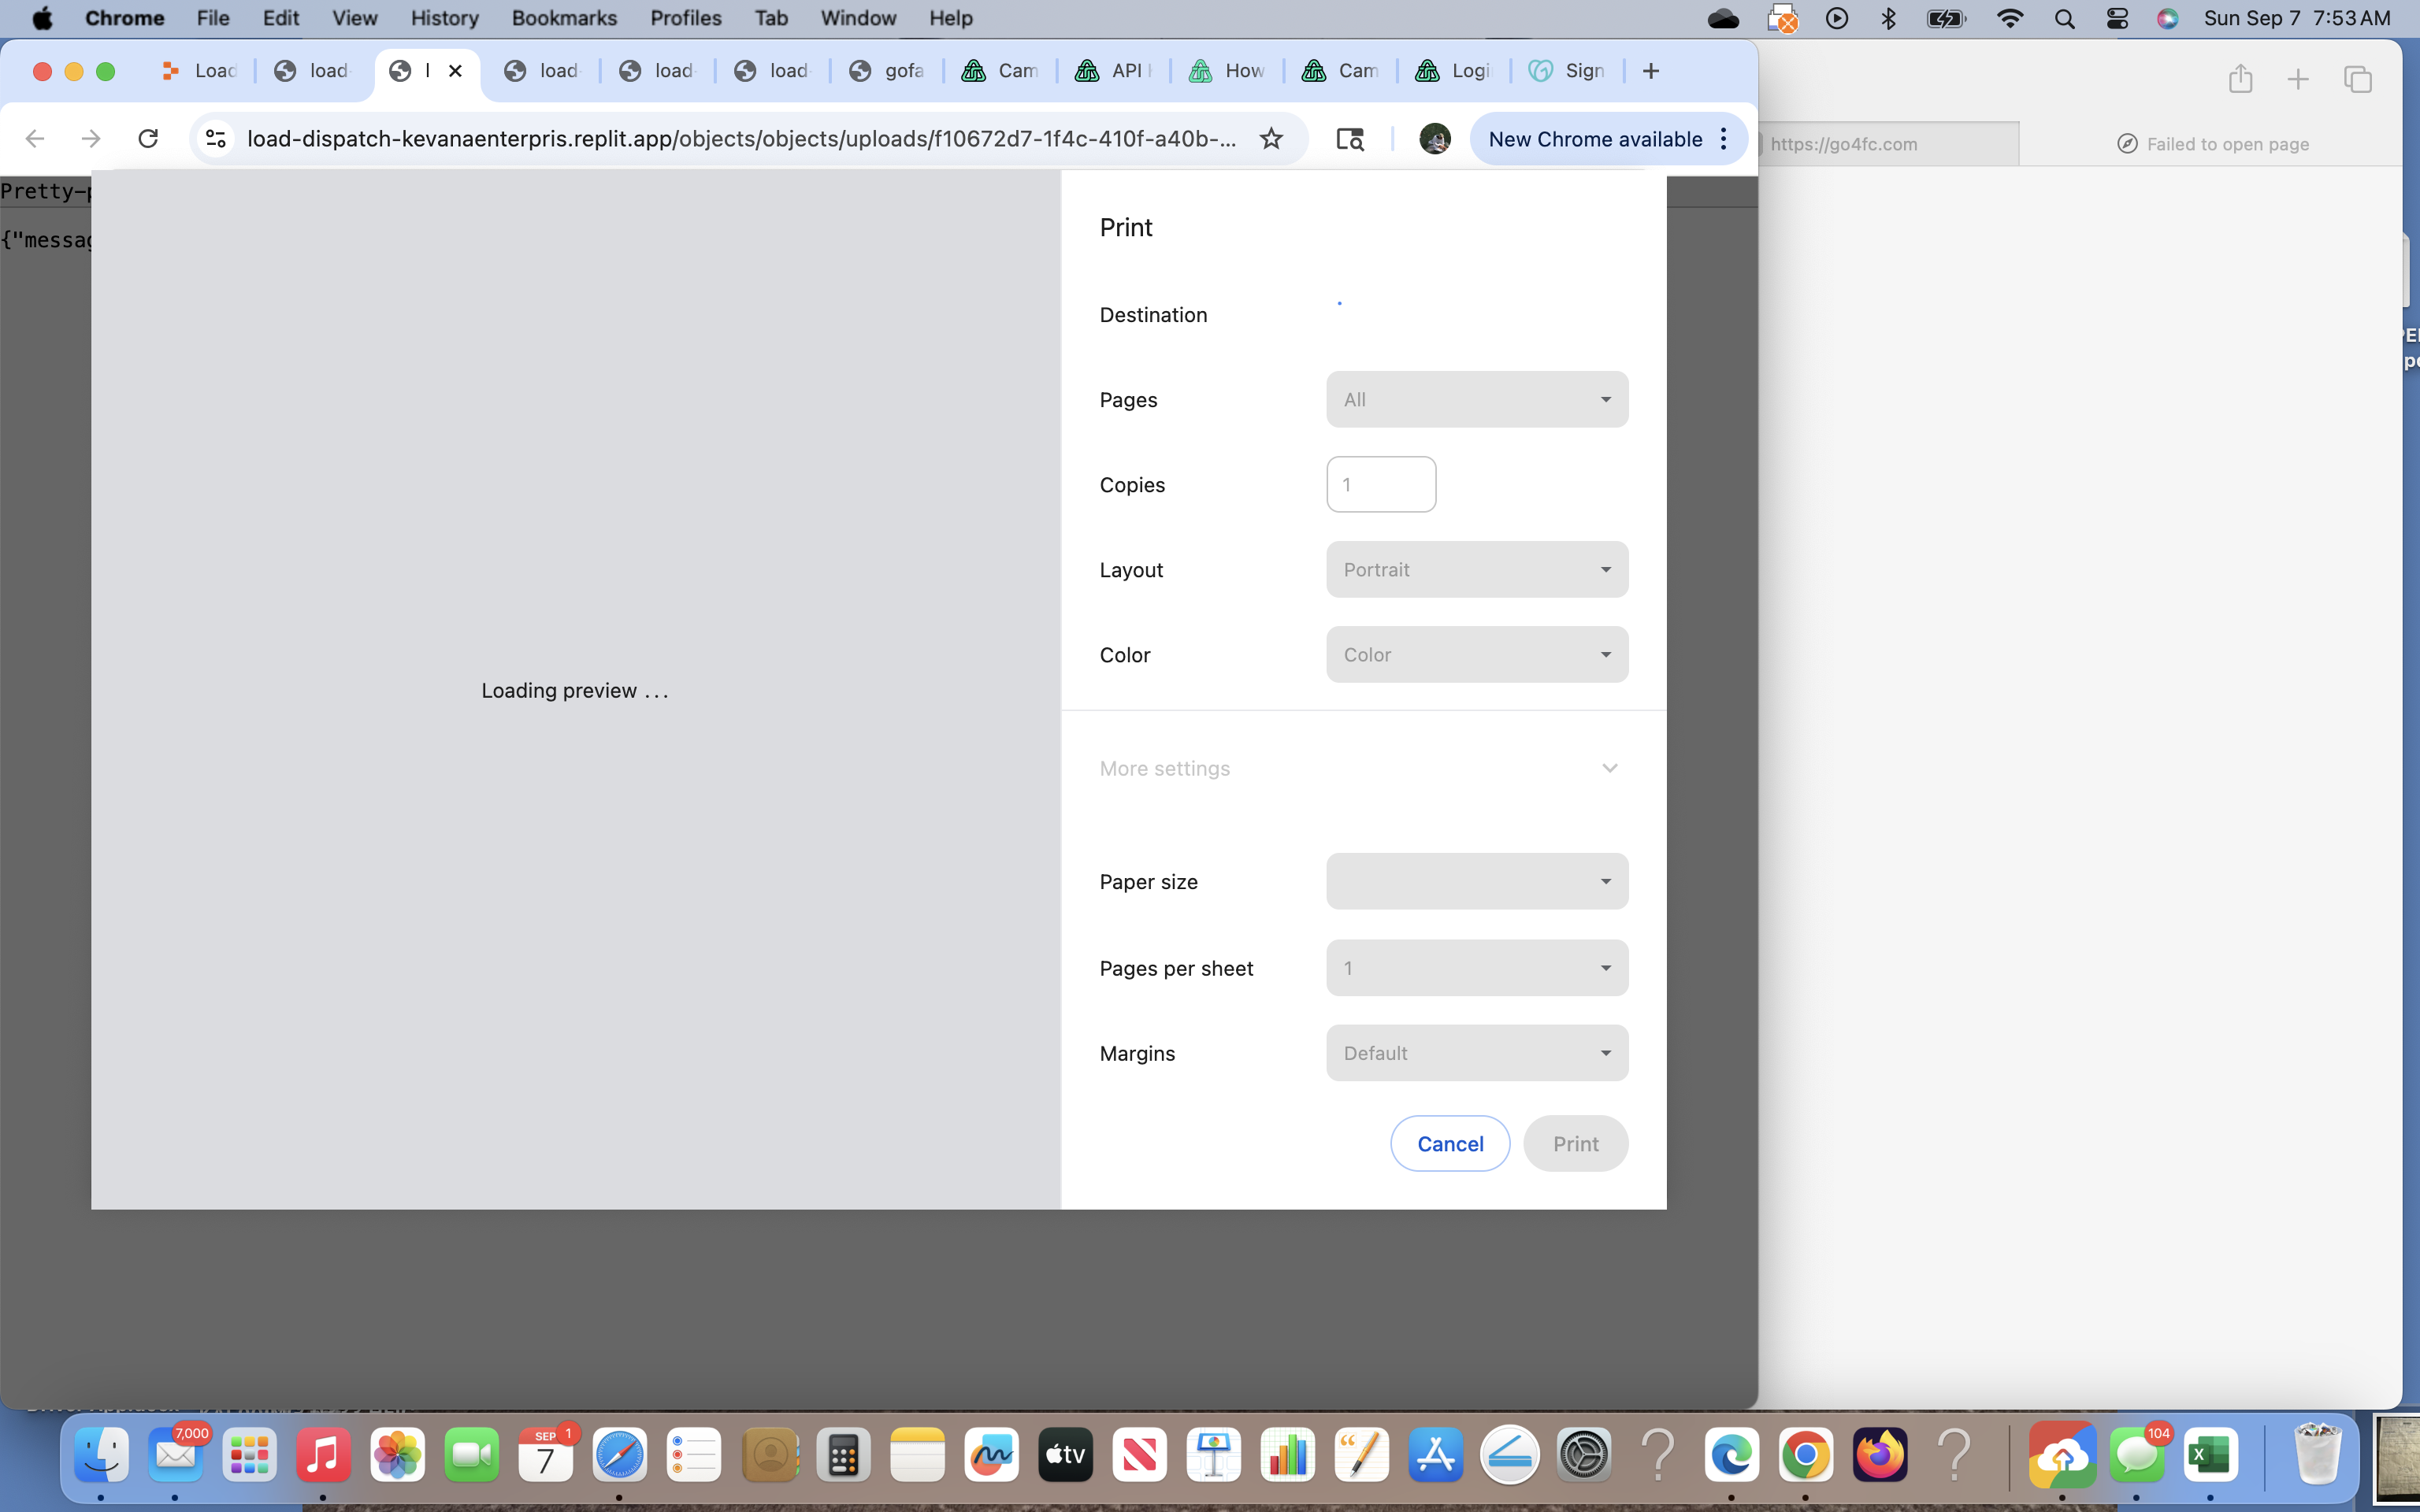 Chrome File Edit View History Bookmarks Profiles Tab Window Help
Sun Sep 7 7:53 AM
Load load l load load load gofa Cam API How Cam Logi Sign
load-dispatch-kevanaenterpris.replit.app/objects/objects/uploads/f10672d7-1f4c-410f-a40b-...
New Chrome available
https://go4fc.com
Failed to open page
Pretty-p
{"messag
Print
Destination
Pages All
Copies 1
Layout Portrait
Color Color
Loading preview ...
More settings
Paper size
Pages per sheet 1
Margins Default
Cancel Print
7,000
SEP 1
7
tv
104